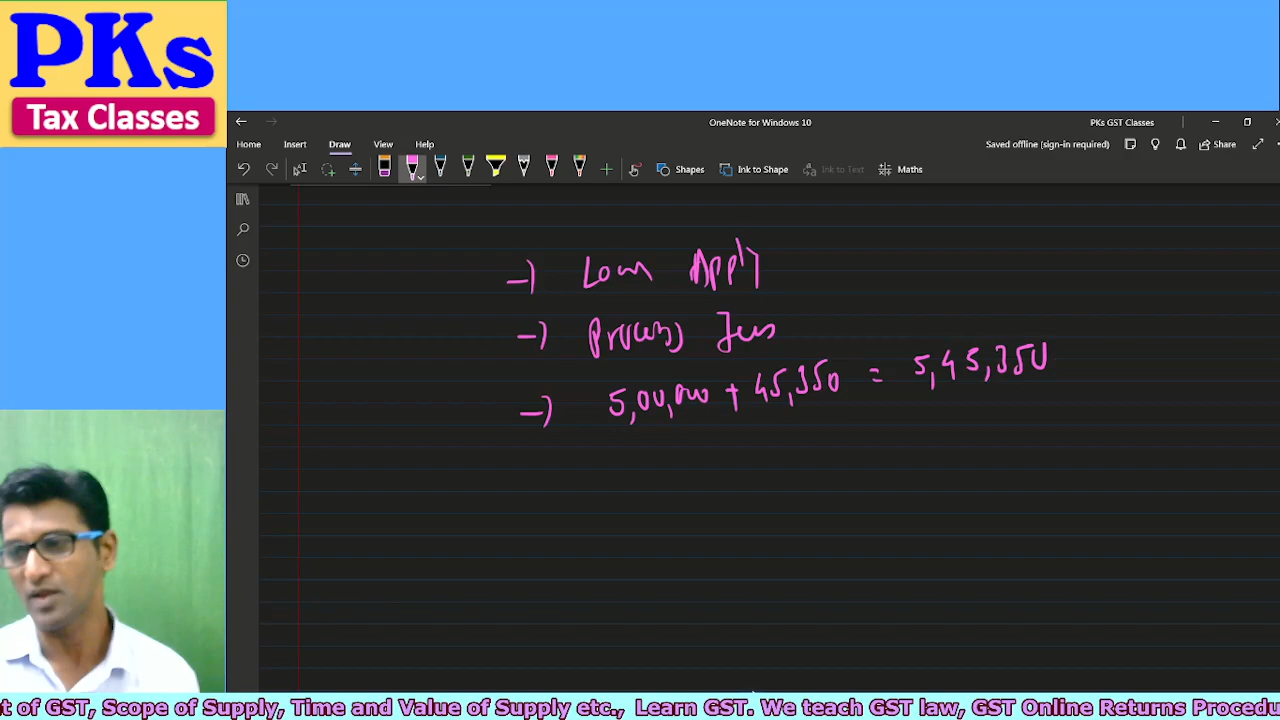 PKs
Tax Classes
OneNote for Windows 10
PKs GST Classes
Home Insert Draw View Help
Saved offline (sign-in required)
Share
Shapes
Ink to Shape
Ink to Text
Maths
→ Loan Apply
→ Process Fees
→ 5,00,000 + 45,350 = 5,45,350
t of GST, Scope of Supply, Time and Value of Supply etc., Learn GST. We teach GST law, GST Online Returns Procedu